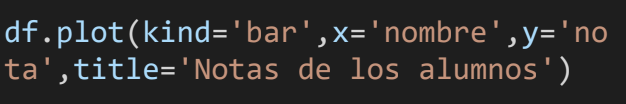 df.plot(kind='bar',x='nombre',y='no
ta',title='Notas de los alumnos')